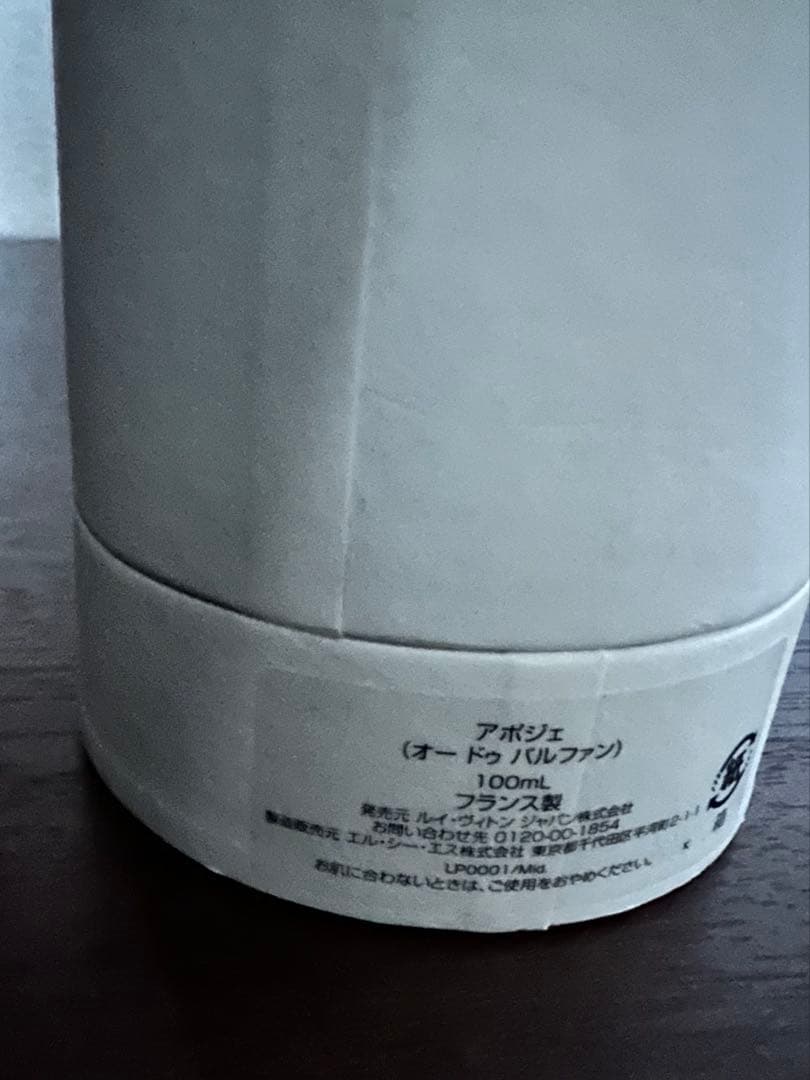 アポジェ
(オー ドゥ パルファン)
100mL
フランス製
発売元 ルイ・ヴィトン ジャパン株式会社
お問い合わせ先 0120-00-1854
製造販売元 エル・シー・エス株式会社 東京都千代田区平河町2-1-1
LP0001/Mid.
お肌に合わないときは、ご使用をおやめください。
K
紙
箱